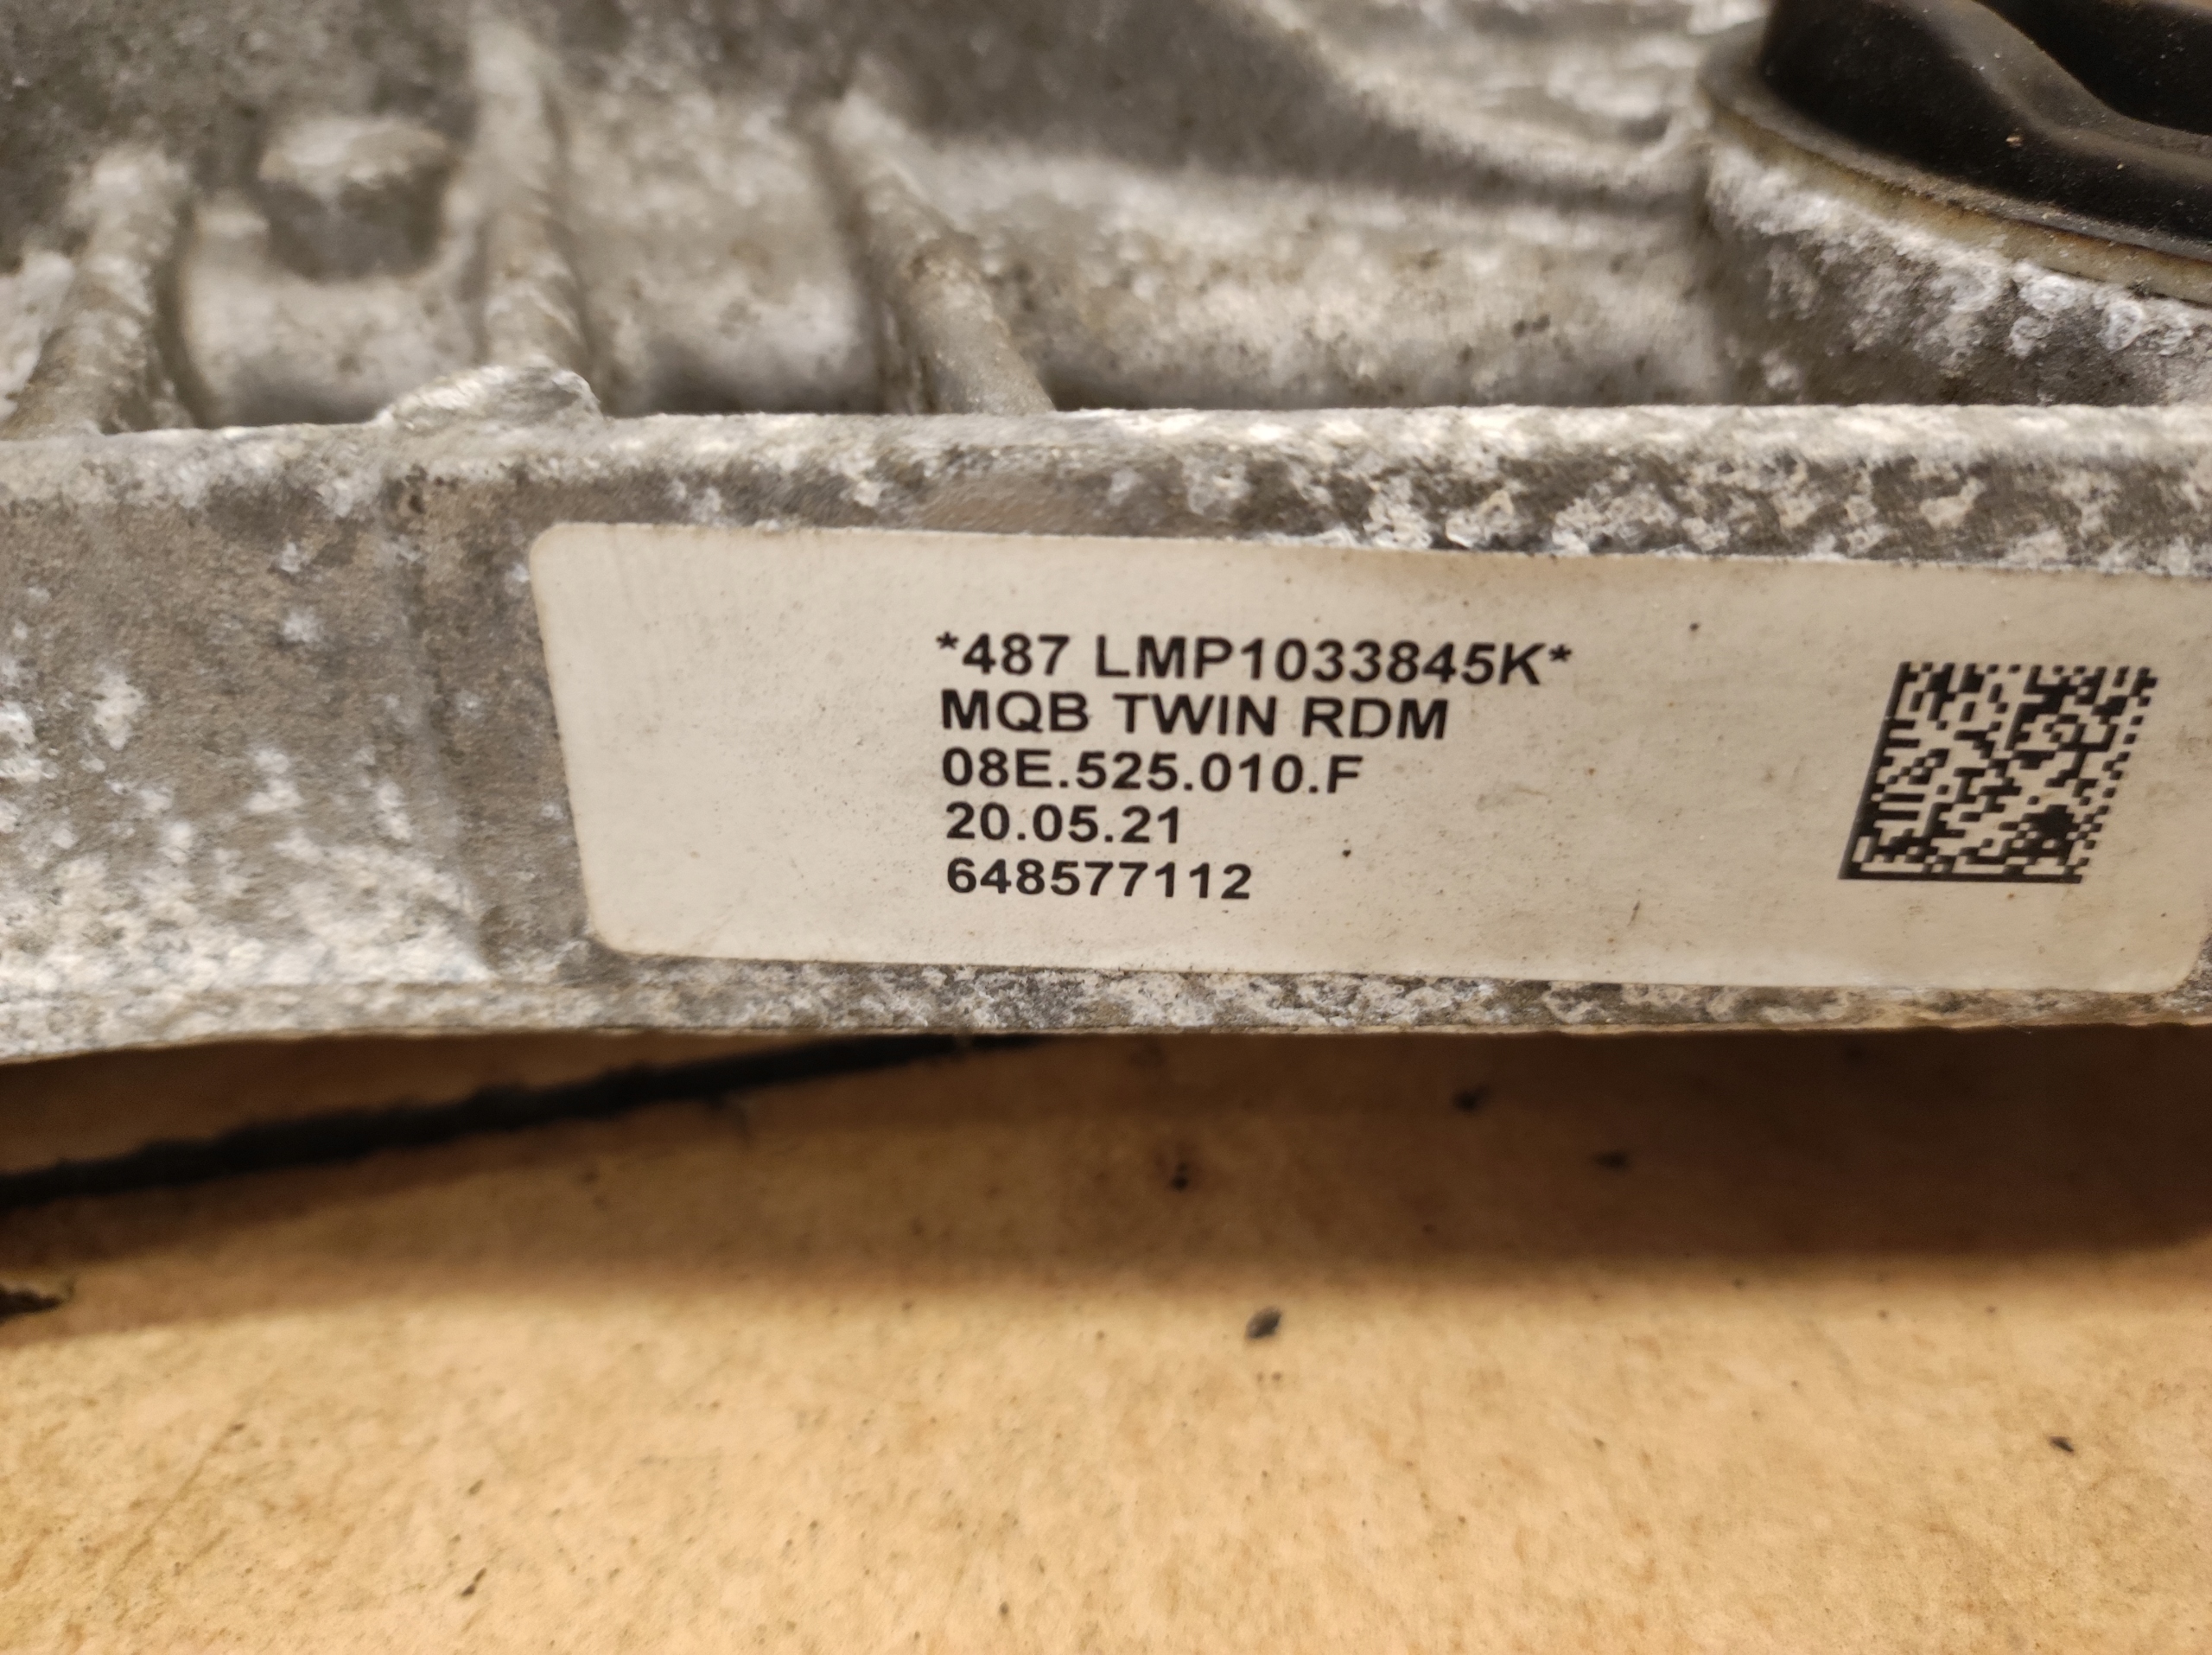 *487 LMP1033845K*
MQB TWIN RDM
08E.525.010.F
20.05.21
648577112